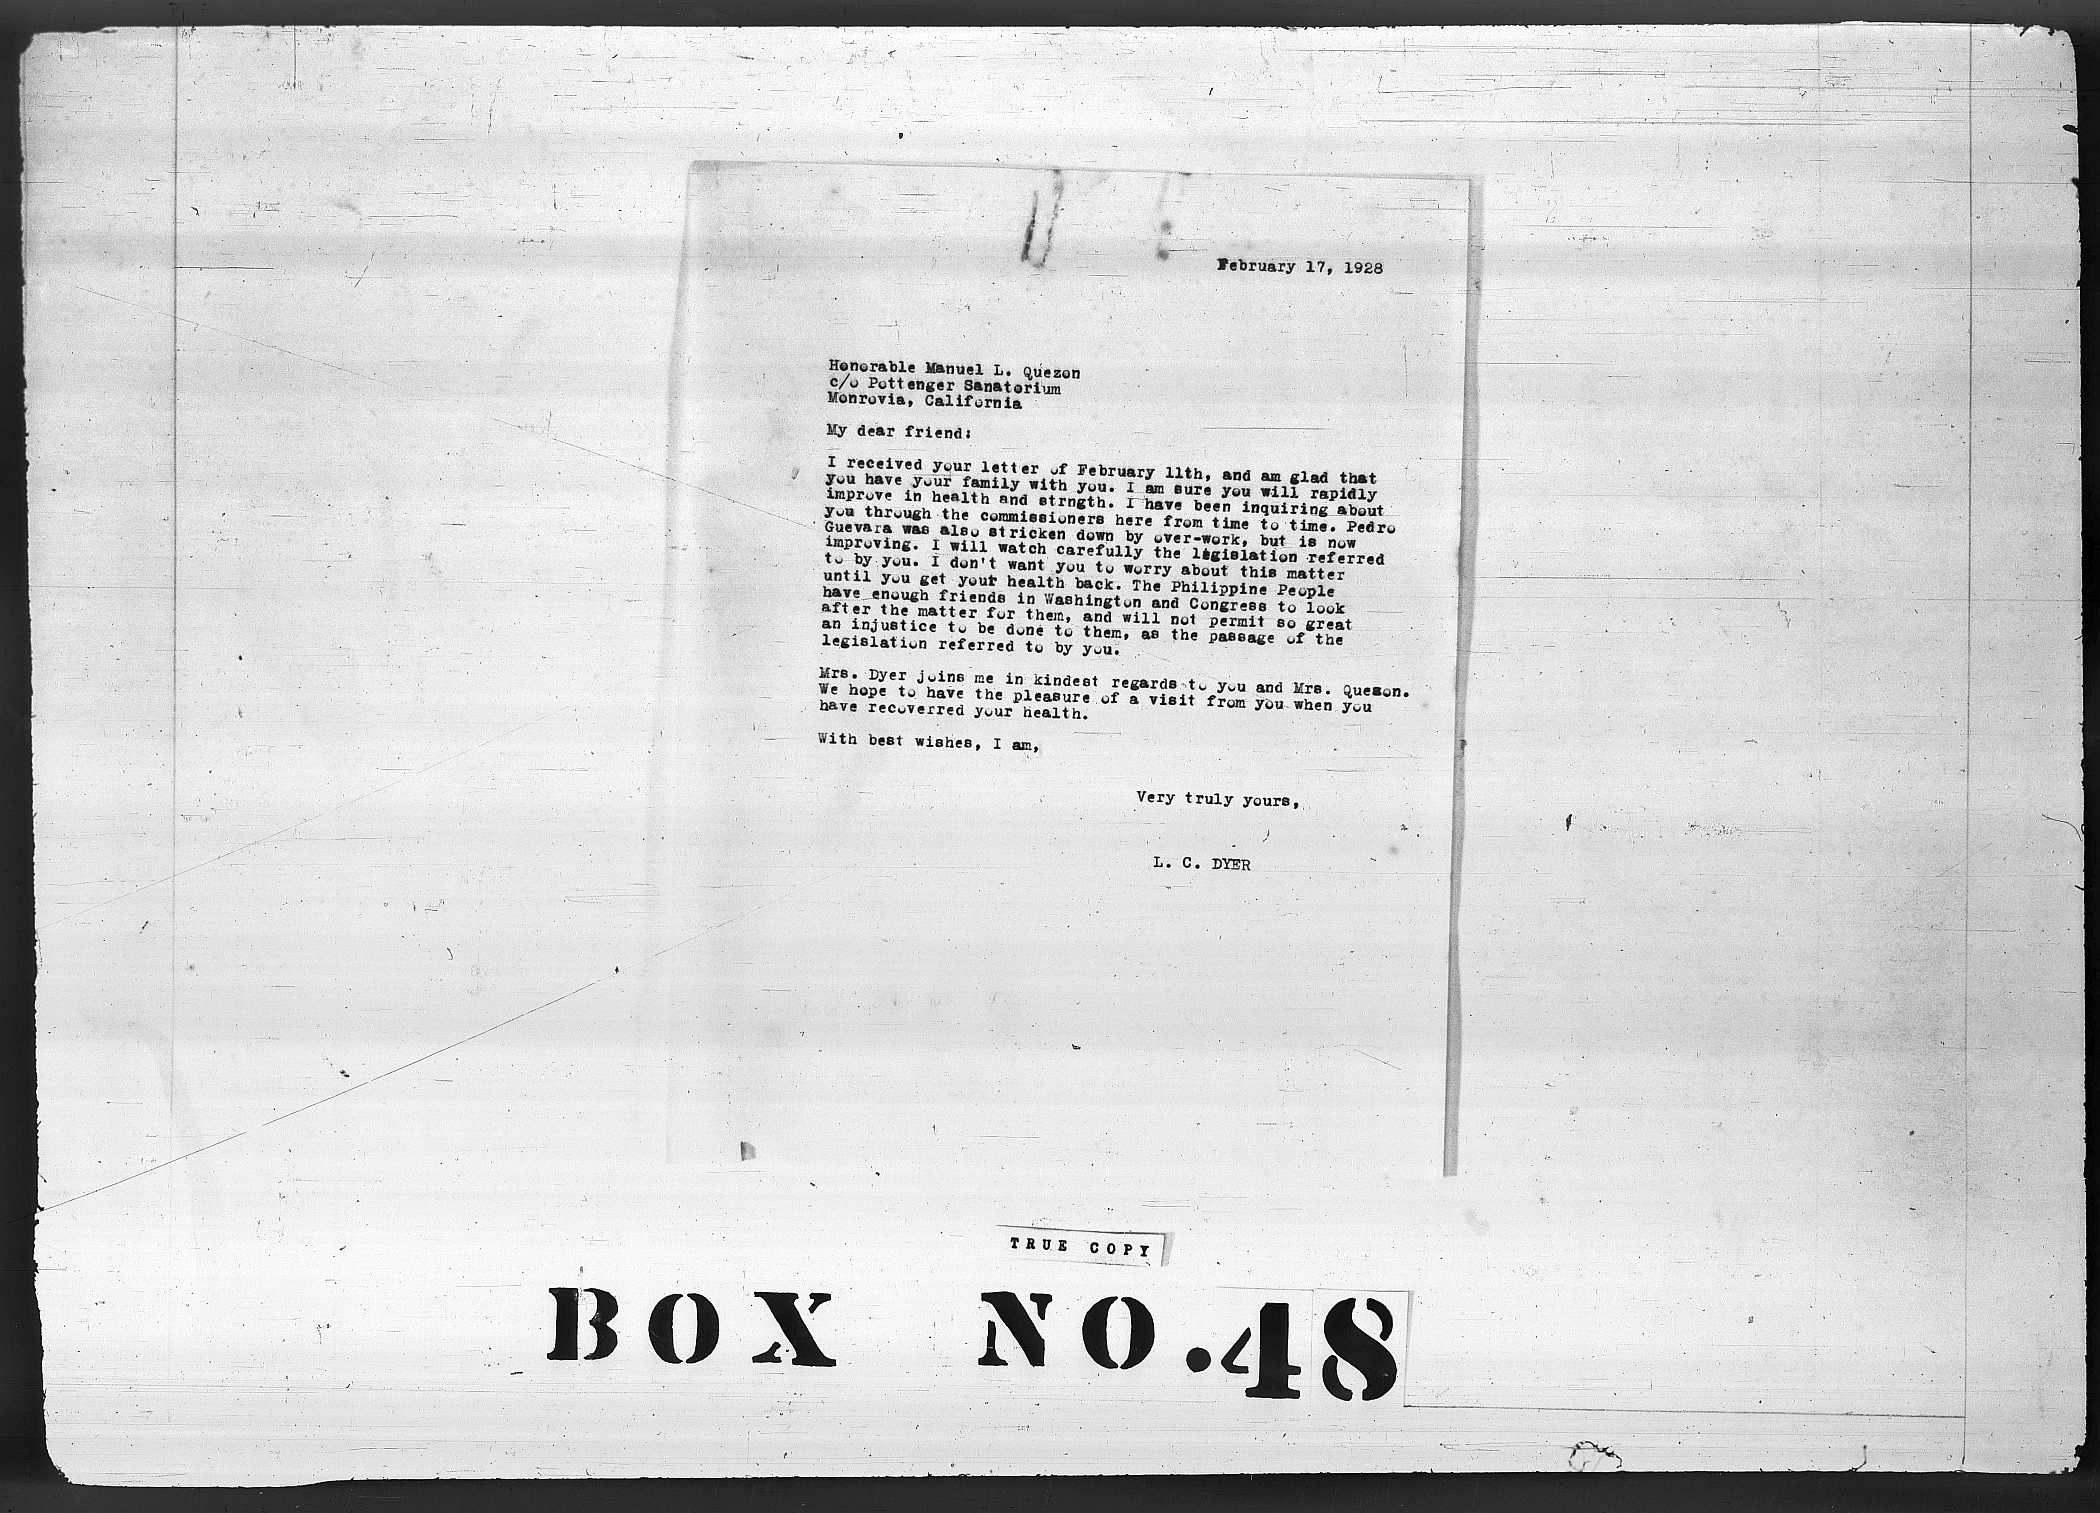 February 17, 1928
Honorable Manuel L. Quezon
c/o Pottenger Sanatorium
Monrovia, California
My dear friend:
I received your letter of February 11th, and am glad that
you have your family with you. I am sure you will rapidly
improve in health and strngth. I have been inquiring about
you through the commissioners here from time to time. Pedro
Guevara was also stricken down by over-work, but is now
improving. I will watch carefully the legislation referred
to by you. I don't want you to worry about this matter
until you get your health back. The Philippine People
have enough friends in Washington and Congress to look
after the matter for them, and will not permit so great
an injustice to be done to them, as the passage of the
legislation referred to by you.
Mrs. Dyer joins me in kindest regards to you and Mrs. Quezon.
We hope to have the pleasure of a visit from you when you
have recoverred your health.
With best wishes, I am,
Very truly yours,
L. C. DYER
TRUE COPY
BOX NO. 48